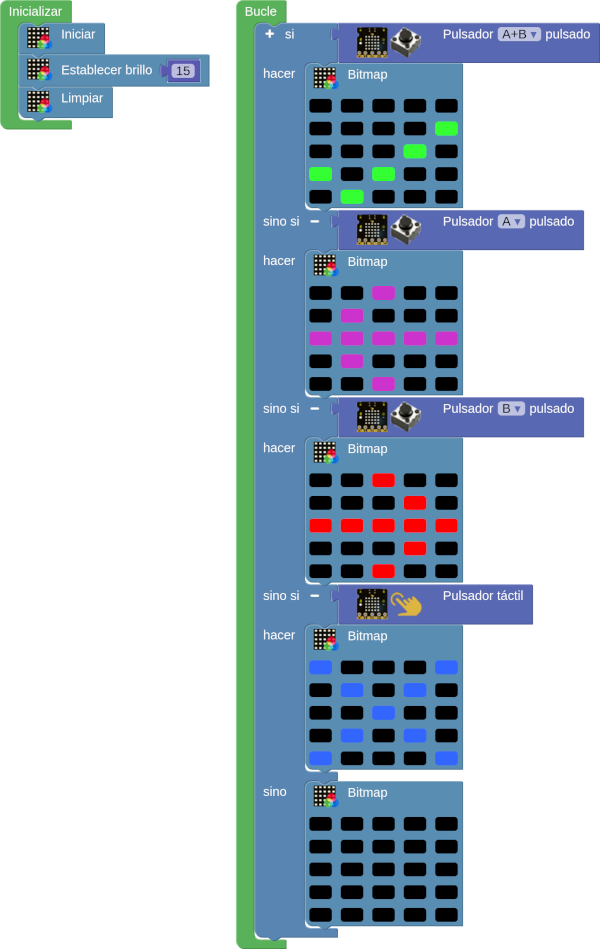 Inicializar
Iniciar
Establecer brillo 15
Limpiar
Bucle
si Pulsador A+B ▾ pulsado
hacer Bitmap
sino si Pulsador A ▾ pulsado
hacer Bitmap
sino si Pulsador B ▾ pulsado
hacer Bitmap
sino si Pulsador táctil
hacer Bitmap
sino Bitmap